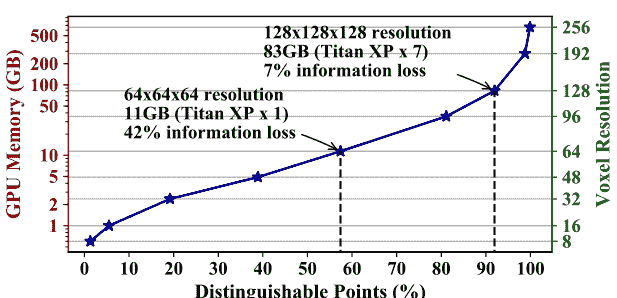 128x128x128 resolution
83GB (Titan XP x 7)
7% information loss
64x64x64 resolution
11GB (Titan XP x 1)
42% information loss
GPU Memory (GB)
500
200
100
50
10
5
2
1
Voxel Resolution
256
192
128
96
64
48
32
16
8
0 10 20 30 40 50 60 70 80 90 100
Distinguishable Points (%)